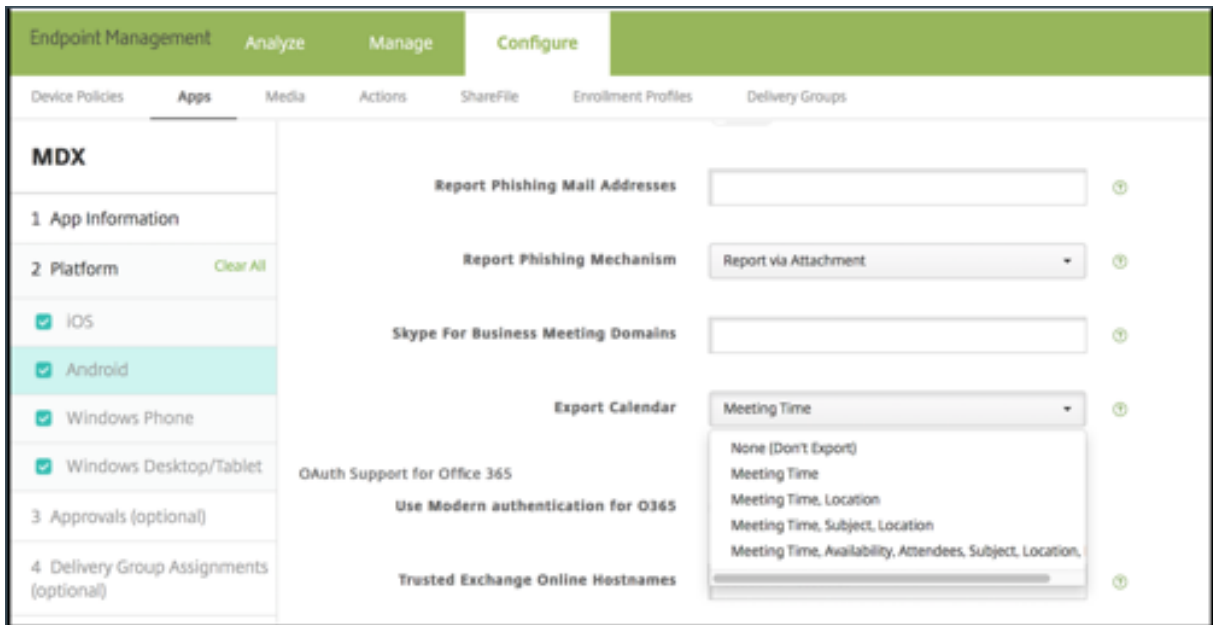 Endpoint Management Analyze Manage Configure
Device Policies Apps Media Actions ShareFile Enrollment Profiles Delivery Groups
MDX
1 App Information
2 Platform Clear All
iOS
Android
Windows Phone
Windows Desktop/Tablet
3 Approvals (optional)
4 Delivery Group Assignments
(optional)
Report Phishing Mail Addresses
Report Phishing Mechanism Report via Attachment
Skype For Business Meeting Domains
Export Calendar Meeting Time
None (Don't Export)
Meeting Time
Meeting Time, Location
Meeting Time, Subject, Location
Meeting Time, Availability, Attendees, Subject, Location,
OAuth Support for Office 365
Use Modern authentication for O365
Trusted Exchange Online Hostnames